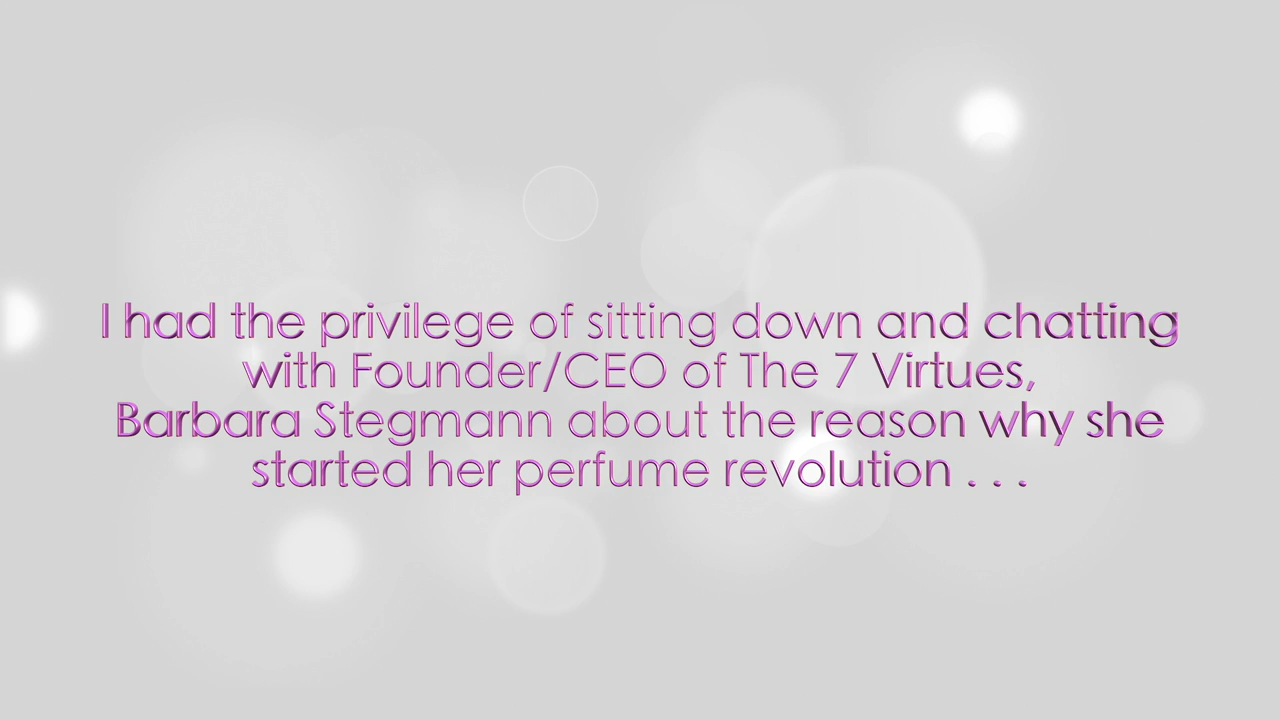 I had the privilege of sitting down and chatting
with Founder/CEO of The 7 Virtues,
Barbara Stegmann about the reason why she
started her perfume revolution . . .